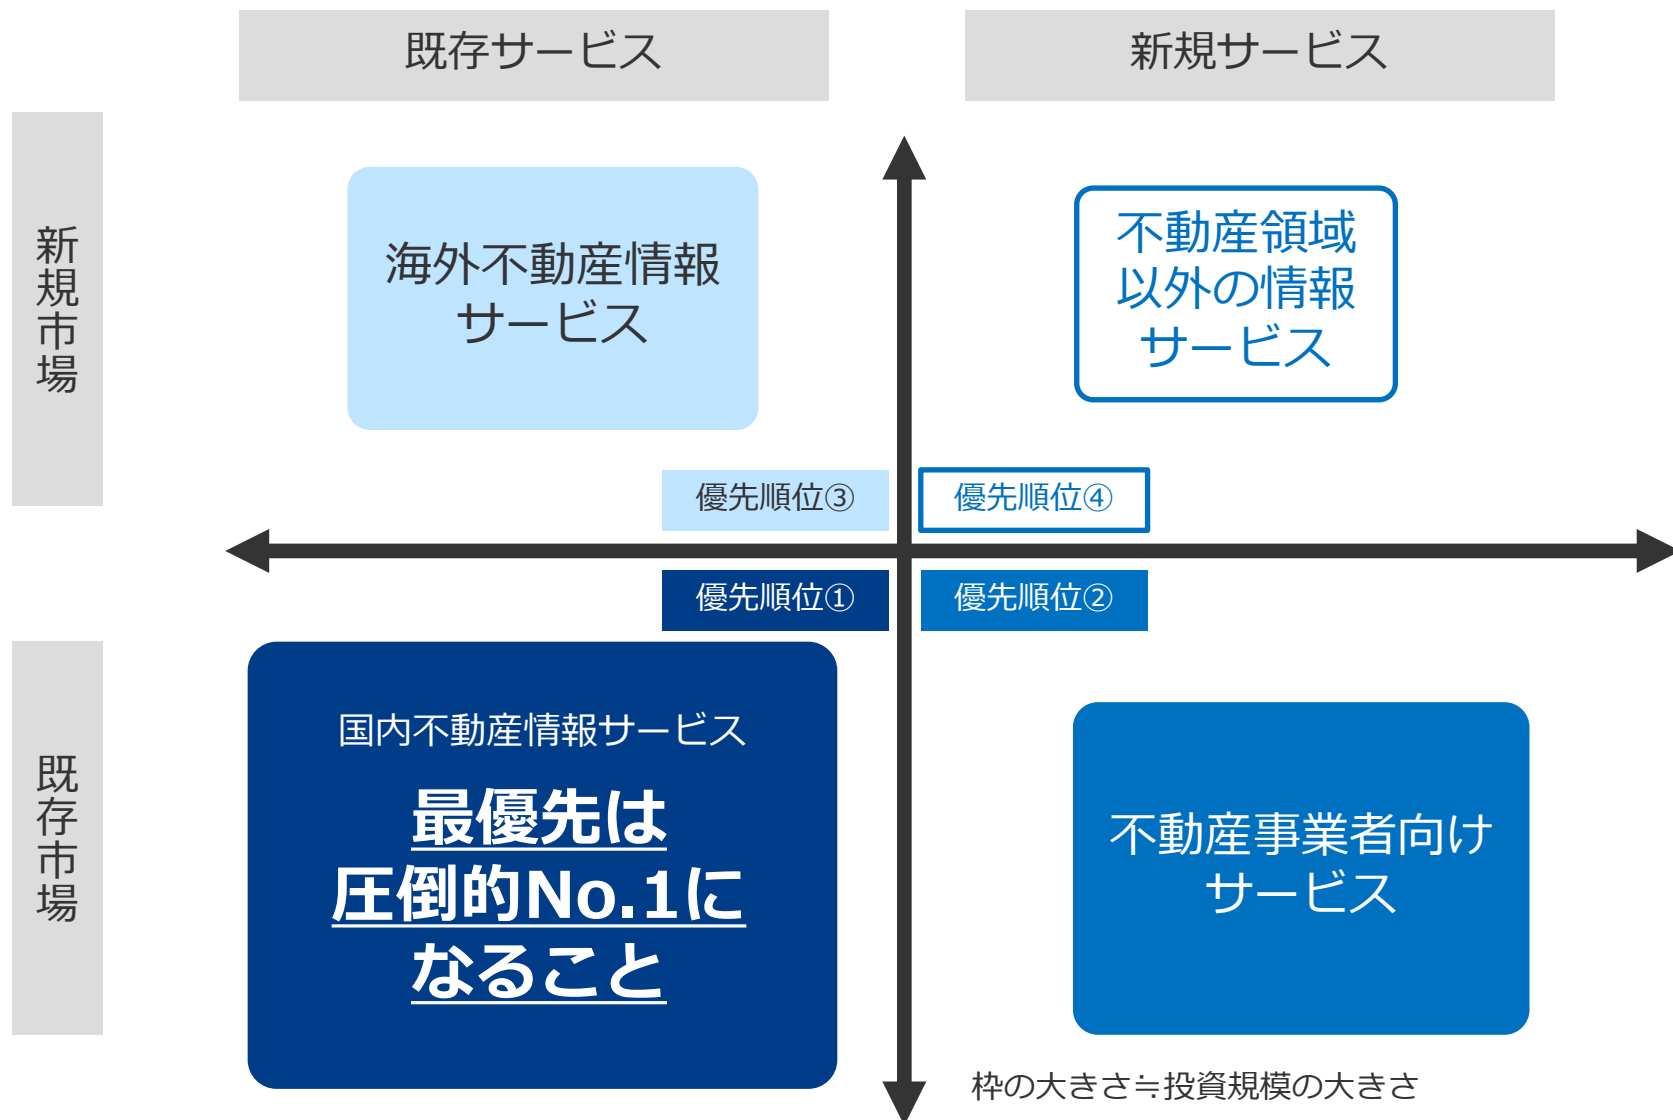 既存サービス
新規サービス
新規市場
海外不動産情報
サービス
不動産領域
以外の情報
サービス
優先順位③
優先順位④
優先順位①
優先順位②
既存市場
国内不動産情報サービス
最優先は
圧倒的No.1に
なること
不動産事業者向け
サービス
枠の大きさ≒投資規模の大きさ